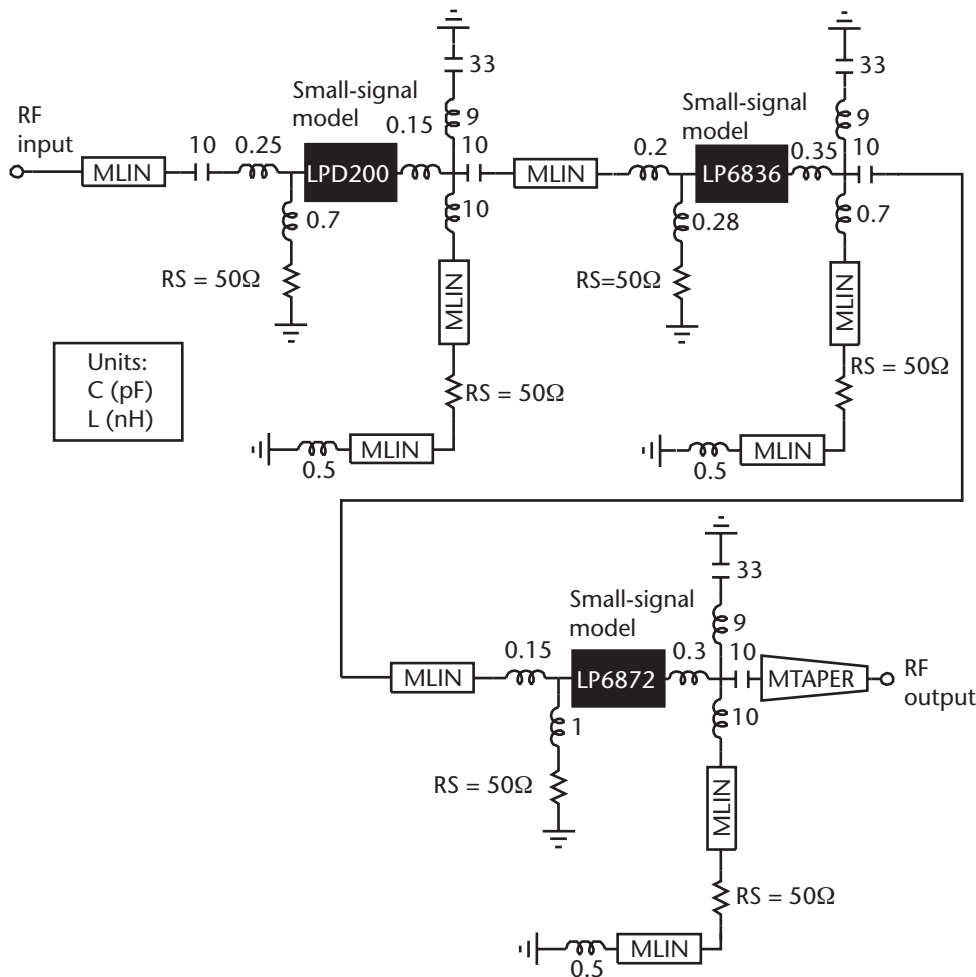 33
RF
input
Small-signal
model
9
10
0.25
0.15
10
LPD200
MLIN
MLIN
0.7
10
RS = 50Ω
MLIN
RS = 50Ω
MLIN
0.5
33
Small-signal
model
9
10
0.2
0.35
LP6836
0.28
0.7
RS=50Ω
MLIN
RS = 50Ω
MLIN
0.5
Units:
C (pF)
L (nH)
33
Small-signal
model
9
0.15
0.3
10
MLIN
LP6872
MTAPER
RF
output
1
10
RS = 50Ω
MLIN
RS = 50Ω
MLIN
0.5